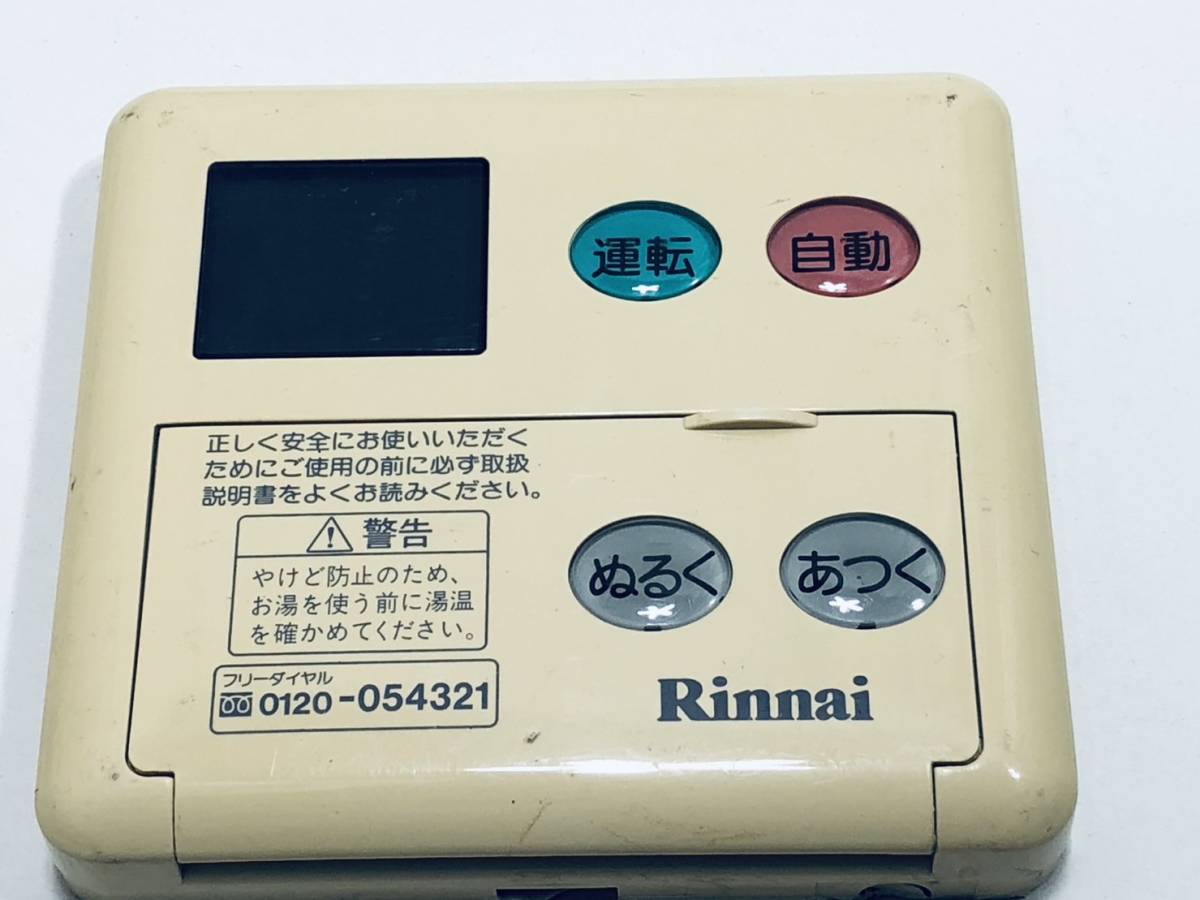 運転
自動
正しく安全にお使いいただく
ためにご使用の前に必ず取扱
説明書をよくお読みください。
警告
やけど防止のため、
お湯を使う前に湯温
を確かめてください。
フリーダイヤル
0120-054321
ぬるく
あつく
Rinnai